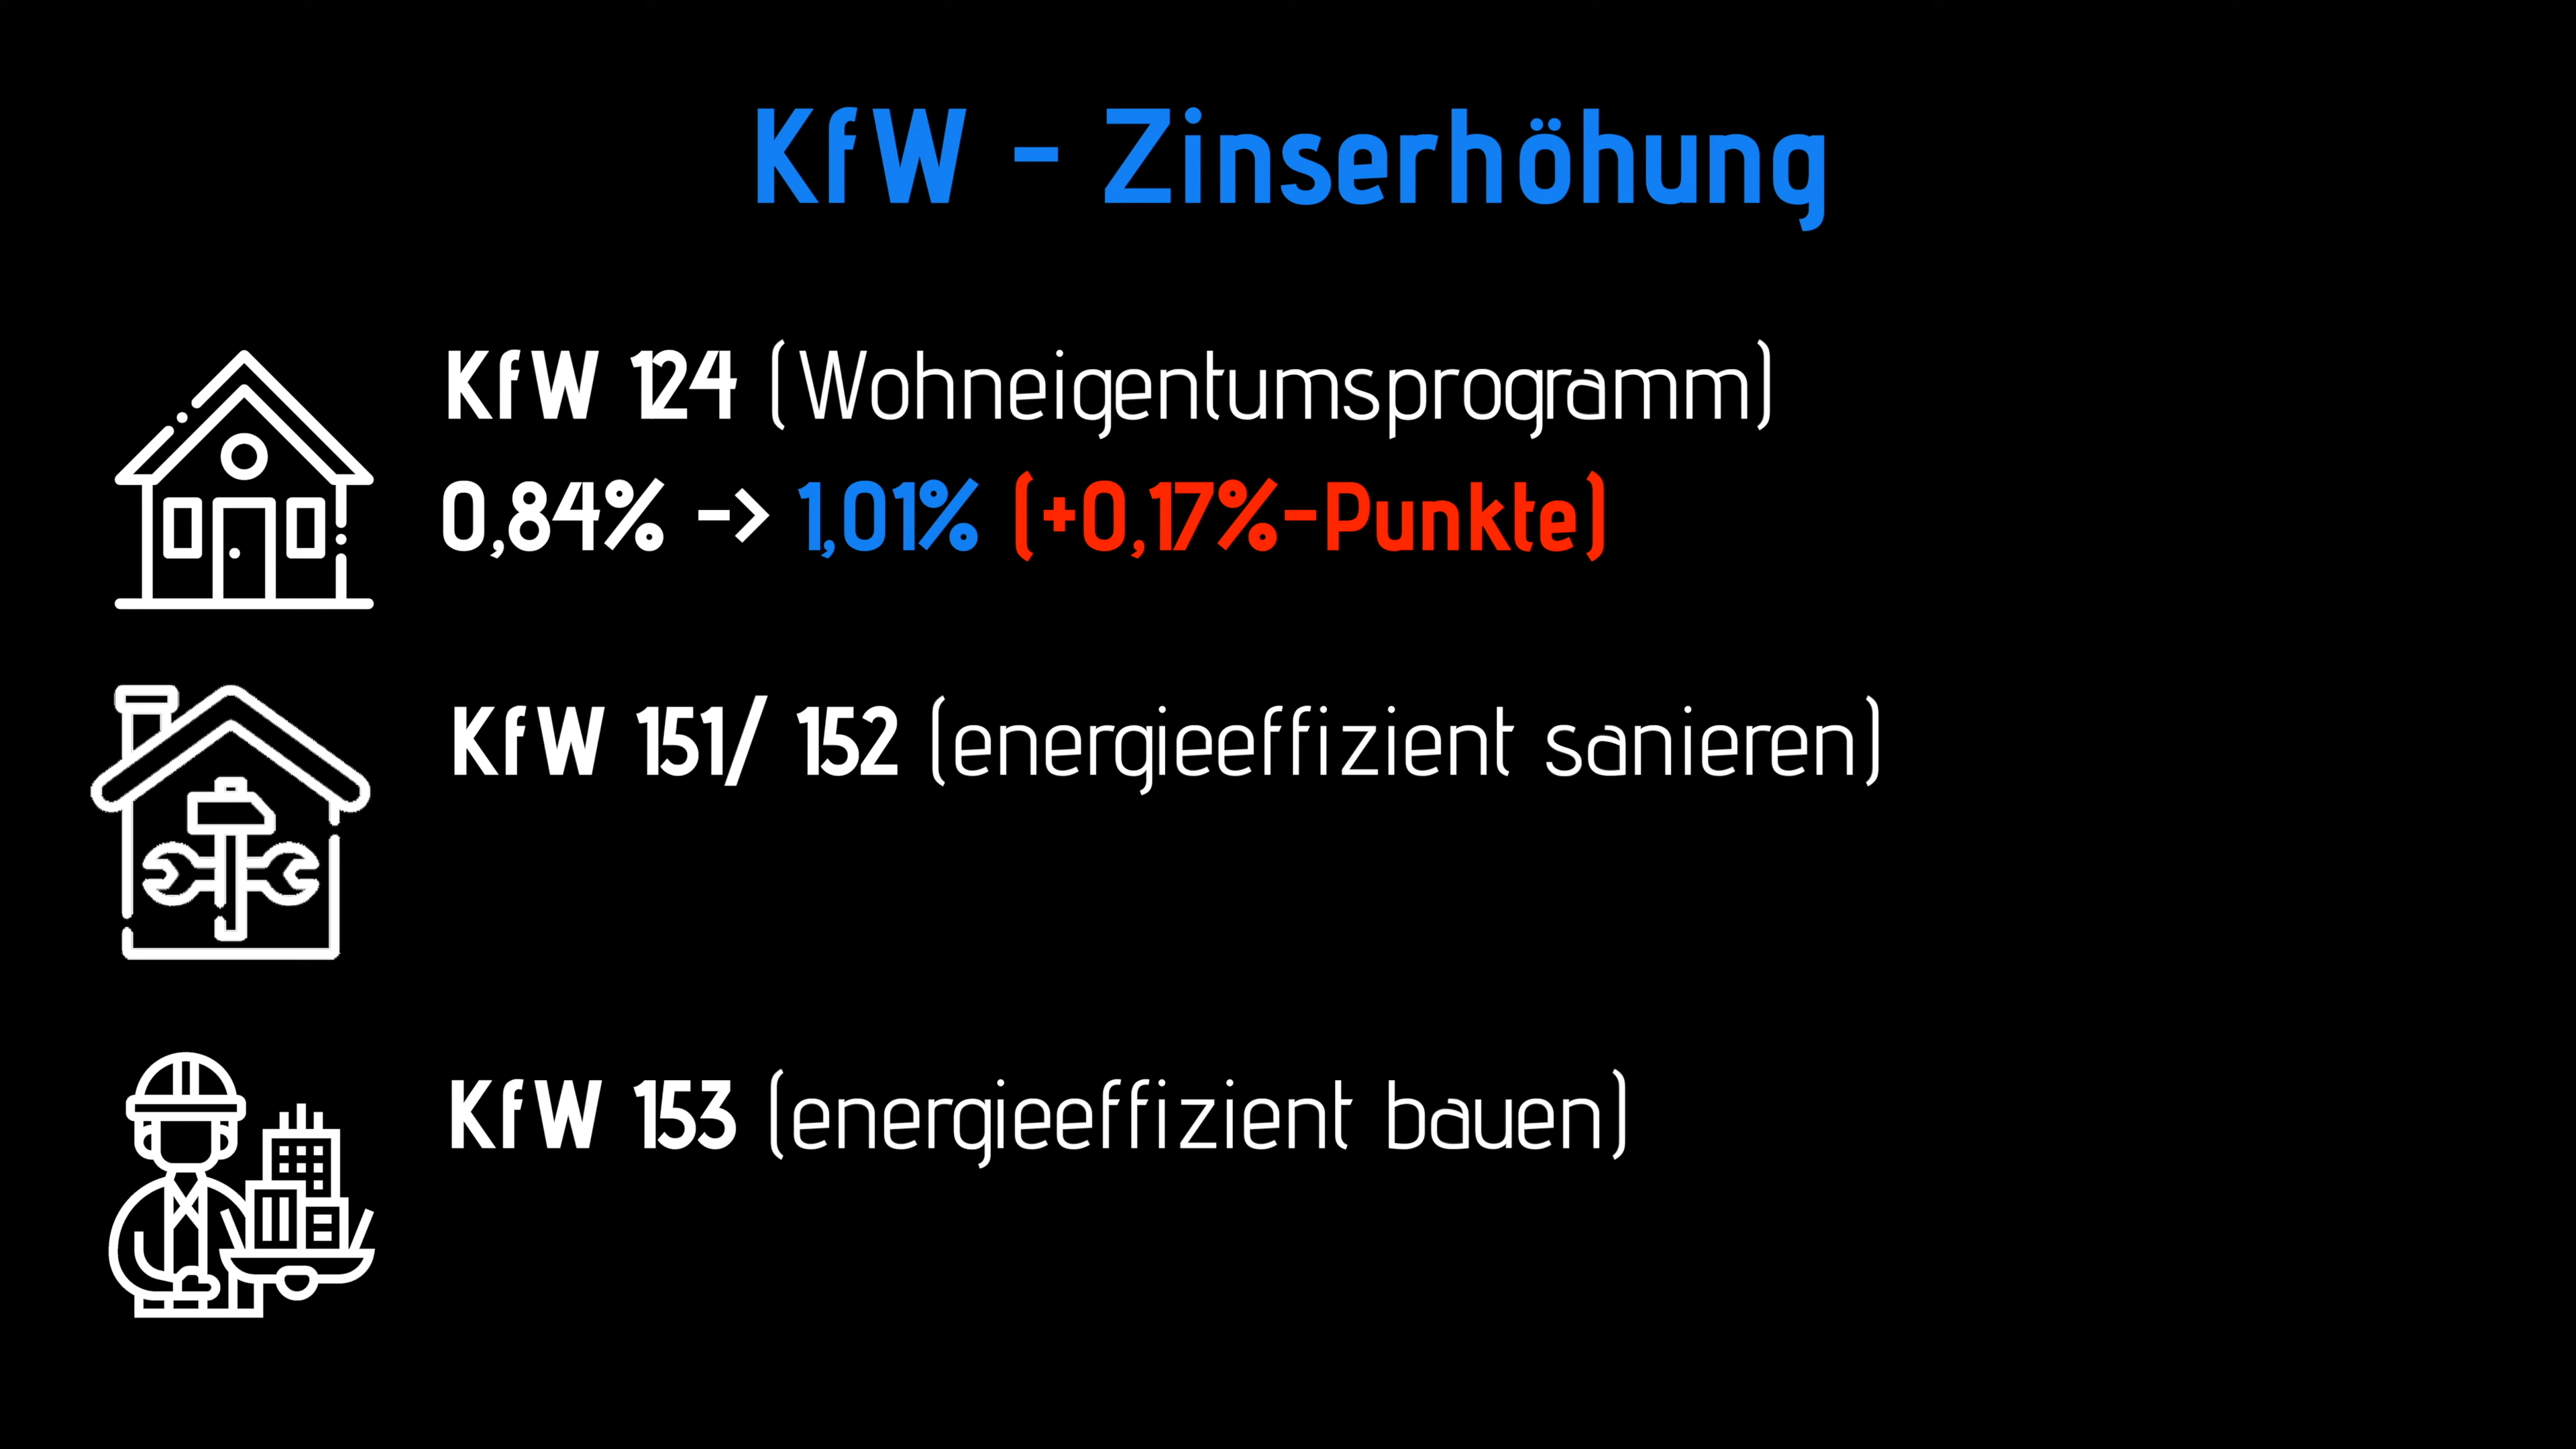 KfW - Zinserhöhung
KfW 124 (Wohneigentumsprogramm)
0,84% -> 1,01% (+0,17%-Punkte)
KfW 151/ 152 (energieeffizient sanieren)
KfW 153 (energieeffizient bauen)